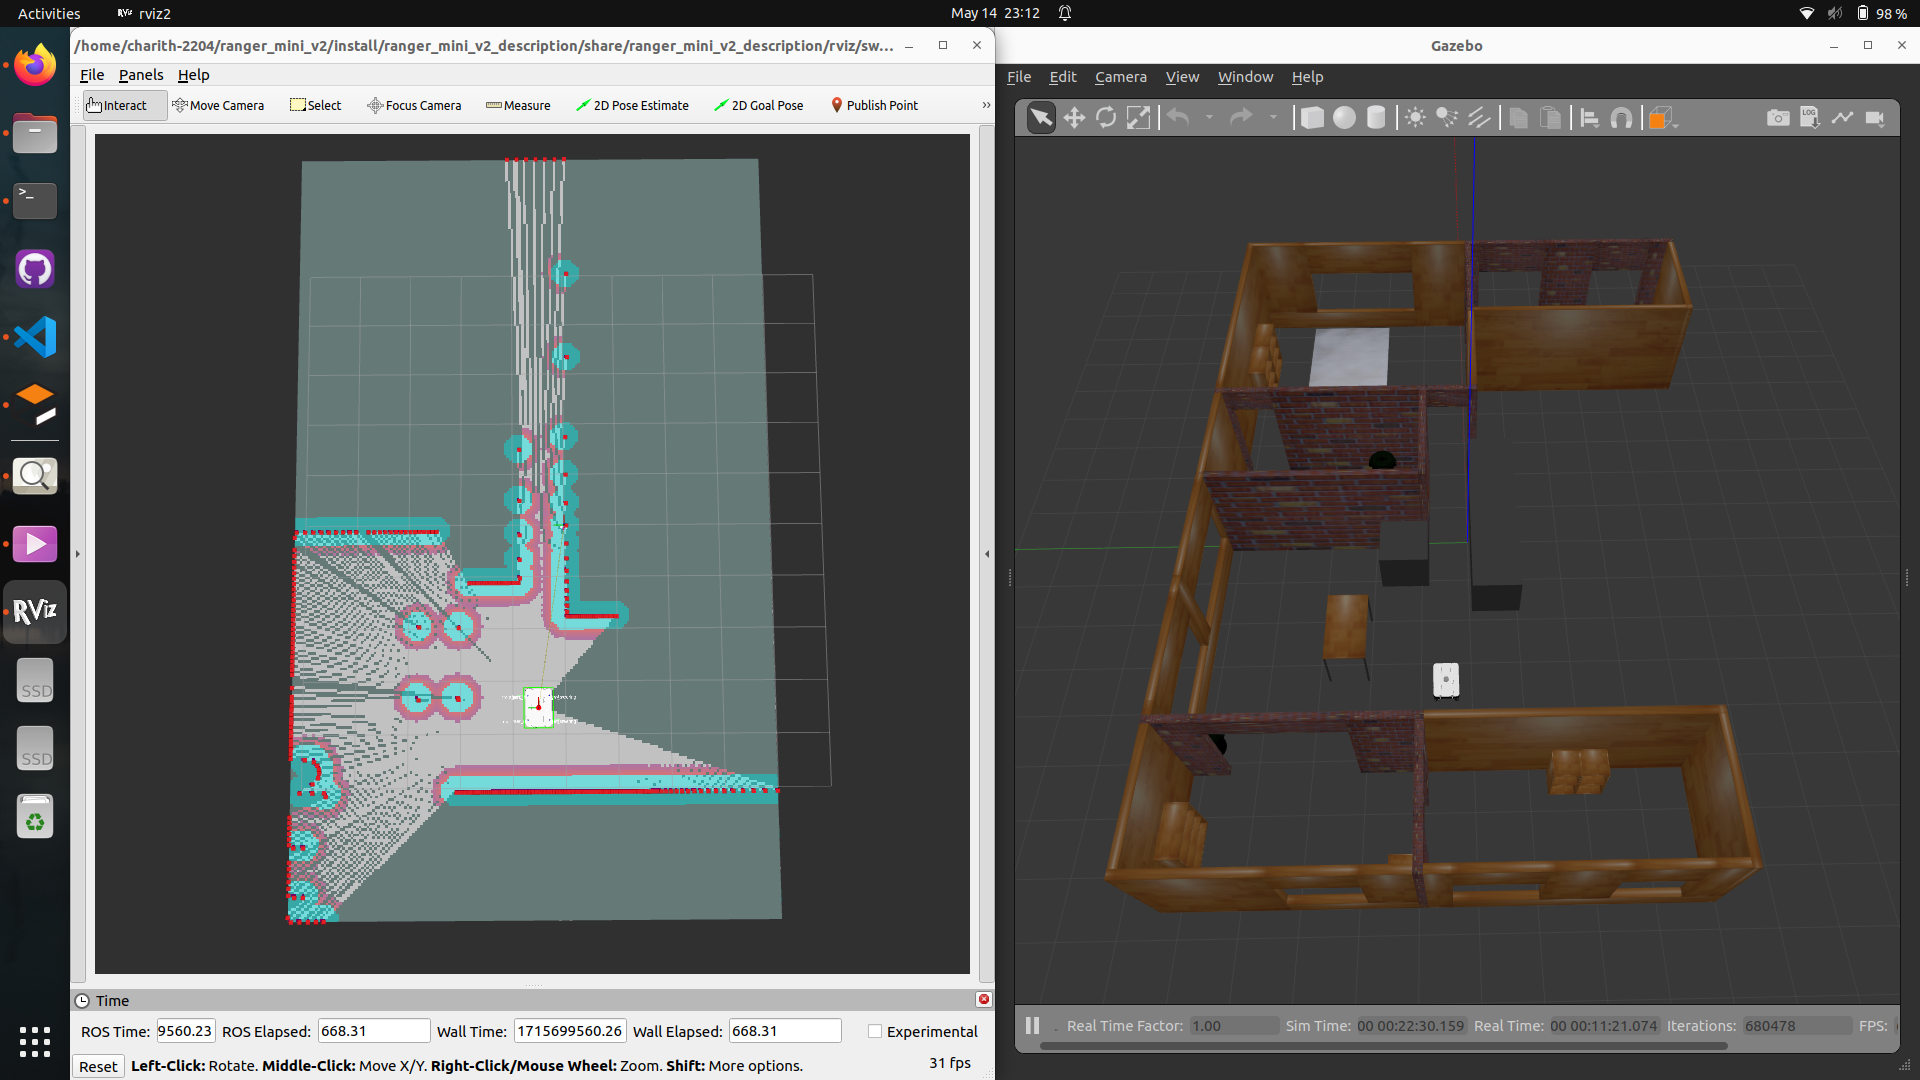 Activities
rviz2
May 14 23:12
98 %
/home/charith-2204/ranger_mini_v2/install/ranger_mini_v2_description/share/ranger_mini_v2_description/rviz/sw...
File Panels Help
Interact Move Camera Select Focus Camera Measure 2D Pose Estimate 2D Goal Pose Publish Point »
Time
ROS Time: 9560.23 ROS Elapsed: 668.31 Wall Time: 1715699560.26 Wall Elapsed: 668.31 Experimental
Reset Left-Click: Rotate. Middle-Click: Move X/Y. Right-Click/Mouse Wheel: Zoom. Shift: More options. 31 fps
Gazebo
File Edit Camera View Window Help
LOG
Real Time Factor: 1.00 Sim Time: 00 00:22:30.159 Real Time: 00 00:11:21.074 Iterations: 680478 FPS:
>_
RViz
RViz
SSD
SSD